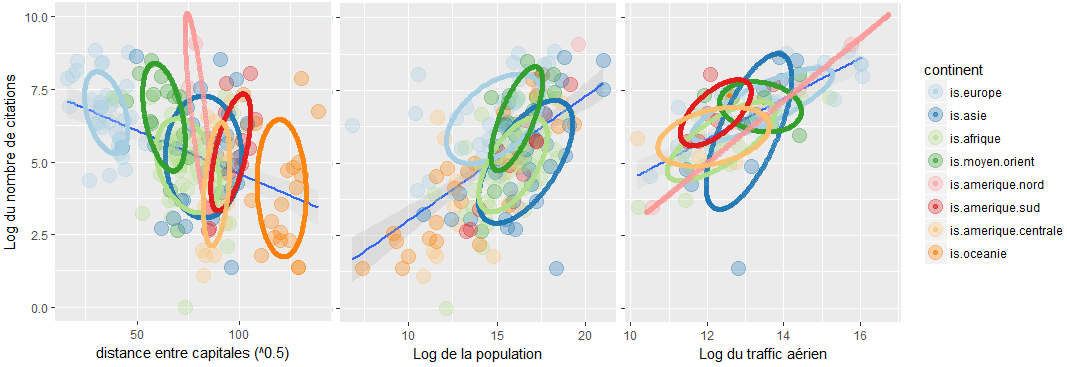 Log du nombre de citations
10.0
7.5
5.0
2.5
0.0
50 100
distance entre capitales (^0.5)
10 15 20
Log de la population
10 12 14 16
Log du traffic aérien
continent
is.europe
is.asie
is.afrique
is.moyen.orient
is.amerique.nord
is.amerique.sud
is.amerique.centrale
is.oceanie